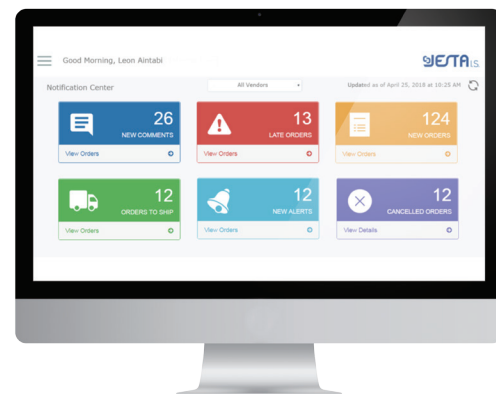 Good Morning, Leon Aintabi
JESTA I.S.
Notification Center
All Vendors
Updated as of April 25, 2018 at 10:25 AM
26
NEW COMMENTS
View Orders
13
LATE ORDERS
View Orders
124
NEW ORDERS
View Orders
12
ORDERS TO SHIP
View Orders
12
NEW ALERTS
View Orders
12
CANCELLED ORDERS
View Details